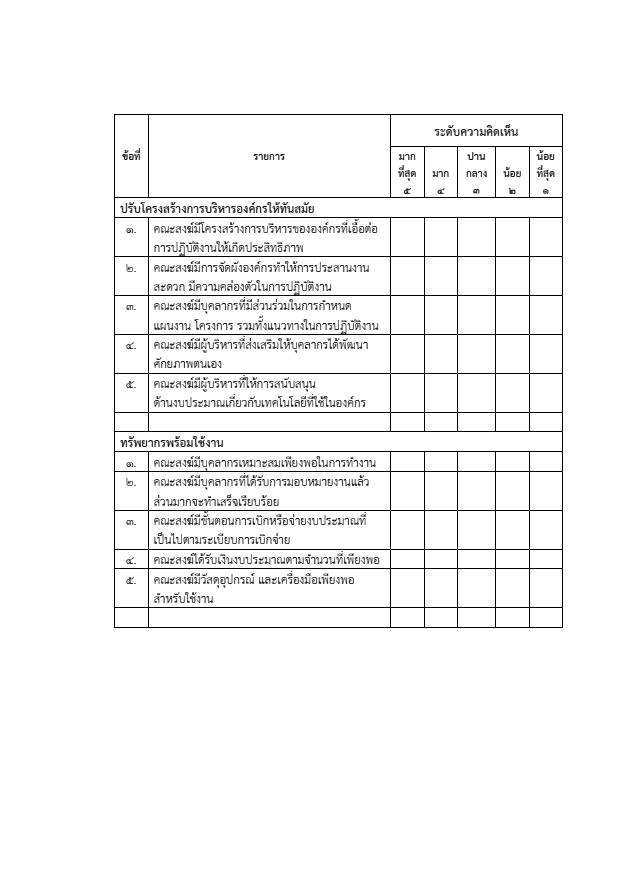 ข้อที่ รายการ ระดับความคิดเห็น
มาก ปาน น้อย
ที่สุด มาก กลาง น้อย ที่สุด
๕ ๔ ๓ ๒ ๑
ปรับโครงสร้างการบริหารองค์กรให้ทันสมัย
๑. คณะสงฆ์มีโครงสร้างการบริหารขององค์กรที่เอื้อต่อ
การปฏิบัติงานให้เกิดประสิทธิภาพ
๒. คณะสงฆ์มีการจัดผังองค์กรทำให้การประสานงาน
สะดวก มีความคล่องตัวในการปฏิบัติงาน
๓. คณะสงฆ์มีบุคลากรที่มีส่วนร่วมในการกำหนด
แผนงาน โครงการ รวมทั้งแนวทางในการปฏิบัติงาน
๔. คณะสงฆ์มีผู้บริหารที่ส่งเสริมให้บุคลากรได้พัฒนา
ศักยภาพตนเอง
๕. คณะสงฆ์มีผู้บริหารที่ให้การสนับสนุน
ด้านงบประมาณเกี่ยวกับเทคโนโลยีที่ใช้ในองค์กร
ทรัพยากรพร้อมใช้งาน
๑. คณะสงฆ์มีบุคลากรเหมาะสมเพียงพอในการทำงาน
๒. คณะสงฆ์มีบุคลากรที่ได้รับการมอบหมายงานแล้ว
ส่วนมากจะทำเสร็จเรียบร้อย
๓. คณะสงฆ์มีขั้นตอนการเบิกหรือจ่ายงบประมาณที่
เป็นไปตามระเบียบการเบิกจ่าย
๔. คณะสงฆ์ได้รับเงินงบประมาณตามจำนวนที่เพียงพอ
๕. คณะสงฆ์มีวัสดุอุปกรณ์ และเครื่องมือเพียงพอ
สำหรับใช้งาน